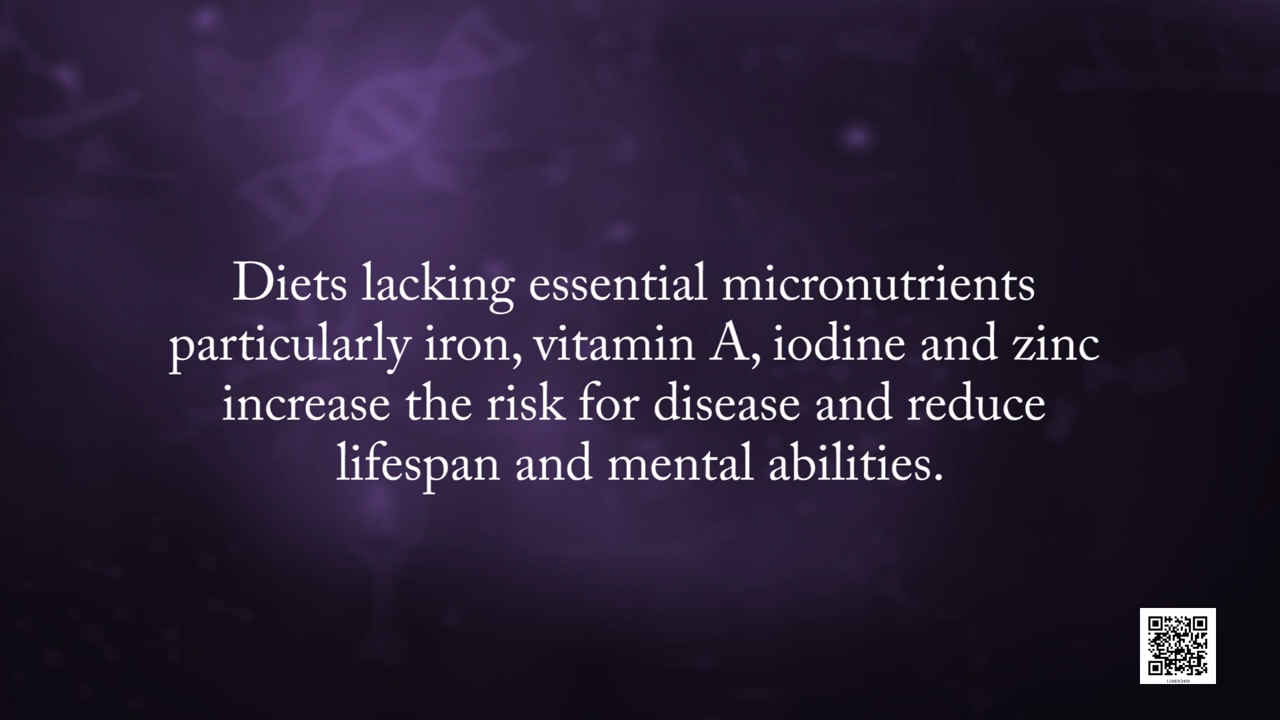 Diets lacking essential micronutrients
particularly iron, vitamin A, iodine and zinc
increase the risk for disease and reduce
lifespan and mental abilities.